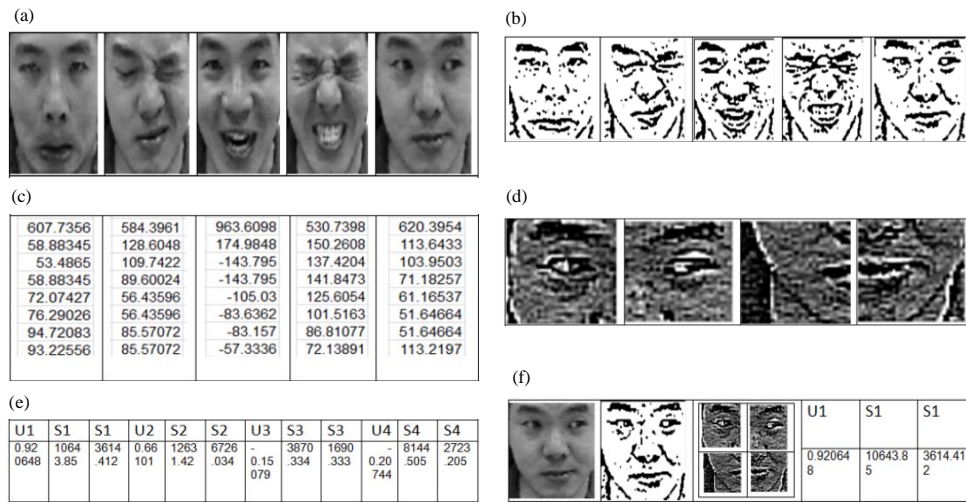 (a)
(b)
(c)
607.7356 584.3961 963.6098 530.7398 620.3954
58.88345 128.6048 174.9848 150.2608 113.6433
53.4865 109.7422 -143.795 137.4204 103.9503
58.88345 89.60024 -143.795 141.8473 71.18257
72.07427 56.43596 -105.03 125.6054 61.16537
76.29026 56.43596 -83.6362 101.5163 51.64664
94.72083 85.57072 -83.157 86.81077 51.64664
93.22556 85.57072 -57.3336 72.13891 113.2197
(d)
(e)
U1 S1 S1 U2 S2 S2 U3 S3 S3 U4 S4 S4
0.92 1064 3614 0.66 1263 6726 - 3870 1690 - 8144 2723
0648 3.85 .412 101 1.42 .034 0.15 .334 .333 0.20 .505 .205
079 744
(f)
U1 S1 S1
0.92064 10643.8 3614.41
8 5 2